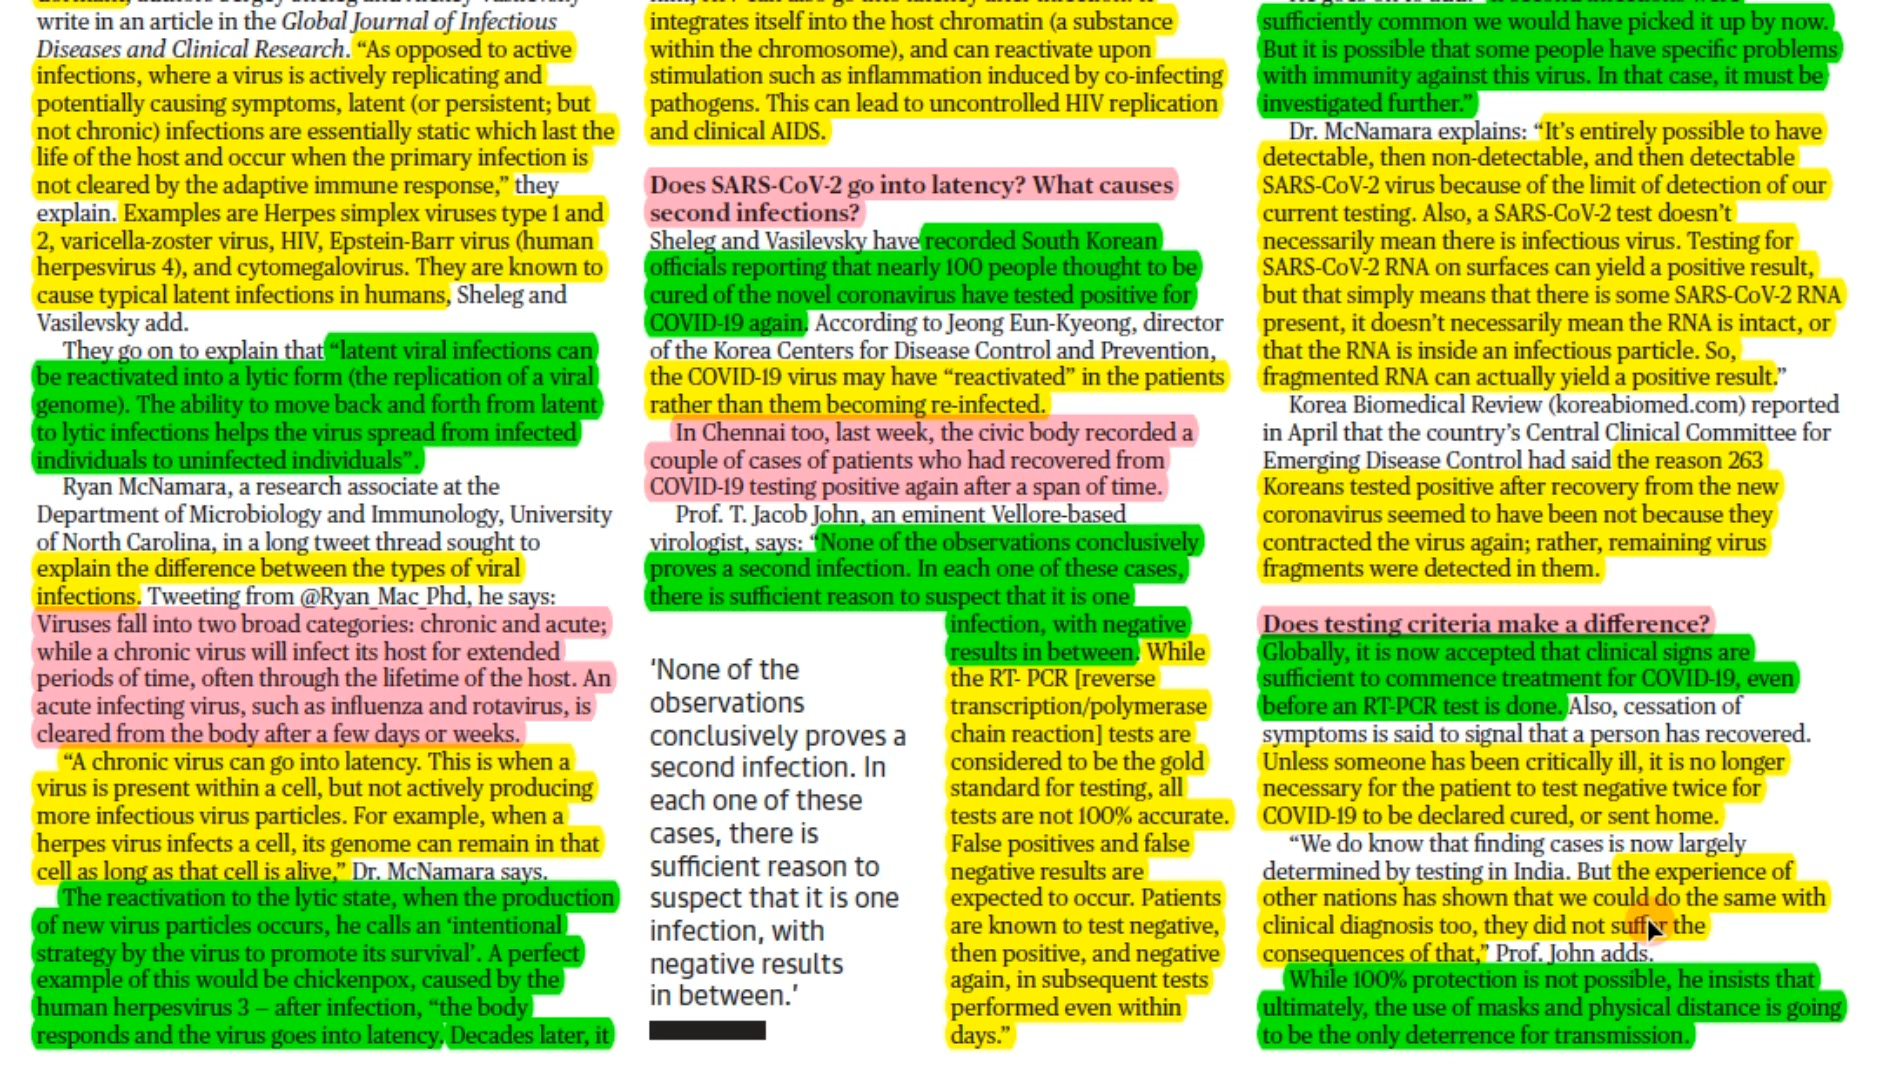 write in an article in the Global Journal of Infectious
Diseases and Clinical Research. “As opposed to active
infections, where a virus is actively replicating and
potentially causing symptoms, latent (or persistent; but
not chronic) infections are essentially static which last the
life of the host and occur when the primary infection is
not cleared by the adaptive immune response,” they
explain. Examples are Herpes simplex viruses type 1 and
2, varicella-zoster virus, HIV, Epstein-Barr virus (human
herpesvirus 4), and cytomegalovirus. They are known to
cause typical latent infections in humans, Sheleg and
Vasilevsky add.
They go on to explain that “latent viral infections can
be reactivated into a lytic form (the replication of a viral
genome). The ability to move back and forth from latent
to lytic infections helps the virus spread from infected
individuals to uninfected individuals”.
Ryan McNamara, a research associate at the
Department of Microbiology and Immunology, University
of North Carolina, in a long tweet thread sought to
explain the difference between the types of viral
infections. Tweeting from @Ryan_Mac_Phd, he says:
Viruses fall into two broad categories: chronic and acute;
while a chronic virus will infect its host for extended
periods of time, often through the lifetime of the host. An
acute infecting virus, such as influenza and rotavirus, is
cleared from the body after a few days or weeks.
“A chronic virus can go into latency. This is when a
virus is present within a cell, but not actively producing
more infectious virus particles. For example, when a
herpes virus infects a cell, its genome can remain in that
cell as long as that cell is alive,” Dr. McNamara says.
The reactivation to the lytic state, when the production
of new virus particles occurs, he calls an ‘intentional
strategy by the virus to promote its survival’. A perfect
example of this would be chickenpox, caused by the
human herpesvirus 3 – after infection, “the body
responds and the virus goes into latency. Decades later, it
integrates itself into the host chromatin (a substance
within the chromosome), and can reactivate upon
stimulation such as inflammation induced by co-infecting
pathogens. This can lead to uncontrolled HIV replication
and clinical AIDS.
Does SARS-CoV-2 go into latency? What causes
second infections?
Sheleg and Vasilevsky have recorded South Korean
officials reporting that nearly 100 people thought to be
cured of the novel coronavirus have tested positive for
COVID-19 again. According to Jeong Eun-Kyeong, director
of the Korea Centers for Disease Control and Prevention,
the COVID-19 virus may have “reactivated” in the patients
rather than them becoming re-infected.
In Chennai too, last week, the civic body recorded a
couple of cases of patients who had recovered from
COVID-19 testing positive again after a span of time.
Prof. T. Jacob John, an eminent Vellore-based
virologist, says: “None of the observations conclusively
proves a second infection. In each one of these cases,
there is sufficient reason to suspect that it is one
infection, with negative
results in between. While
the RT- PCR [reverse
transcription/polymerase
chain reaction] tests are
considered to be the gold
standard for testing, all
tests are not 100% accurate.
False positives and false
negative results are
expected to occur. Patients
are known to test negative,
then positive, and negative
again, in subsequent tests
performed even within
days.”
‘None of the
observations
conclusively proves a
second infection. In
each one of these
cases, there is
sufficient reason to
suspect that it is one
infection, with
negative results
in between.’
sufficiently common we would have picked it up by now.
But it is possible that some people have specific problems
with immunity against this virus. In that case, it must be
investigated further.”
Dr. McNamara explains: “It’s entirely possible to have
detectable, then non-detectable, and then detectable
SARS-CoV-2 virus because of the limit of detection of our
current testing. Also, a SARS-CoV-2 test doesn’t
necessarily mean there is infectious virus. Testing for
SARS-CoV-2 RNA on surfaces can yield a positive result,
but that simply means that there is some SARS-CoV-2 RNA
present, it doesn’t necessarily mean the RNA is intact, or
that the RNA is inside an infectious particle. So,
fragmented RNA can actually yield a positive result.”
Korea Biomedical Review (koreabiomed.com) reported
in April that the country’s Central Clinical Committee for
Emerging Disease Control had said the reason 263
Koreans tested positive after recovery from the new
coronavirus seemed to have been not because they
contracted the virus again; rather, remaining virus
fragments were detected in them.
Does testing criteria make a difference?
Globally, it is now accepted that clinical signs are
sufficient to commence treatment for COVID-19, even
before an RT-PCR test is done. Also, cessation of
symptoms is said to signal that a person has recovered.
Unless someone has been critically ill, it is no longer
necessary for the patient to test negative twice for
COVID-19 to be declared cured, or sent home.
“We do know that finding cases is now largely
determined by testing in India. But the experience of
other nations has shown that we could do the same with
clinical diagnosis too, they did not suffer the
consequences of that,” Prof. John adds.
While 100% protection is not possible, he insists that
ultimately, the use of masks and physical distance is going
to be the only deterrence for transmission.